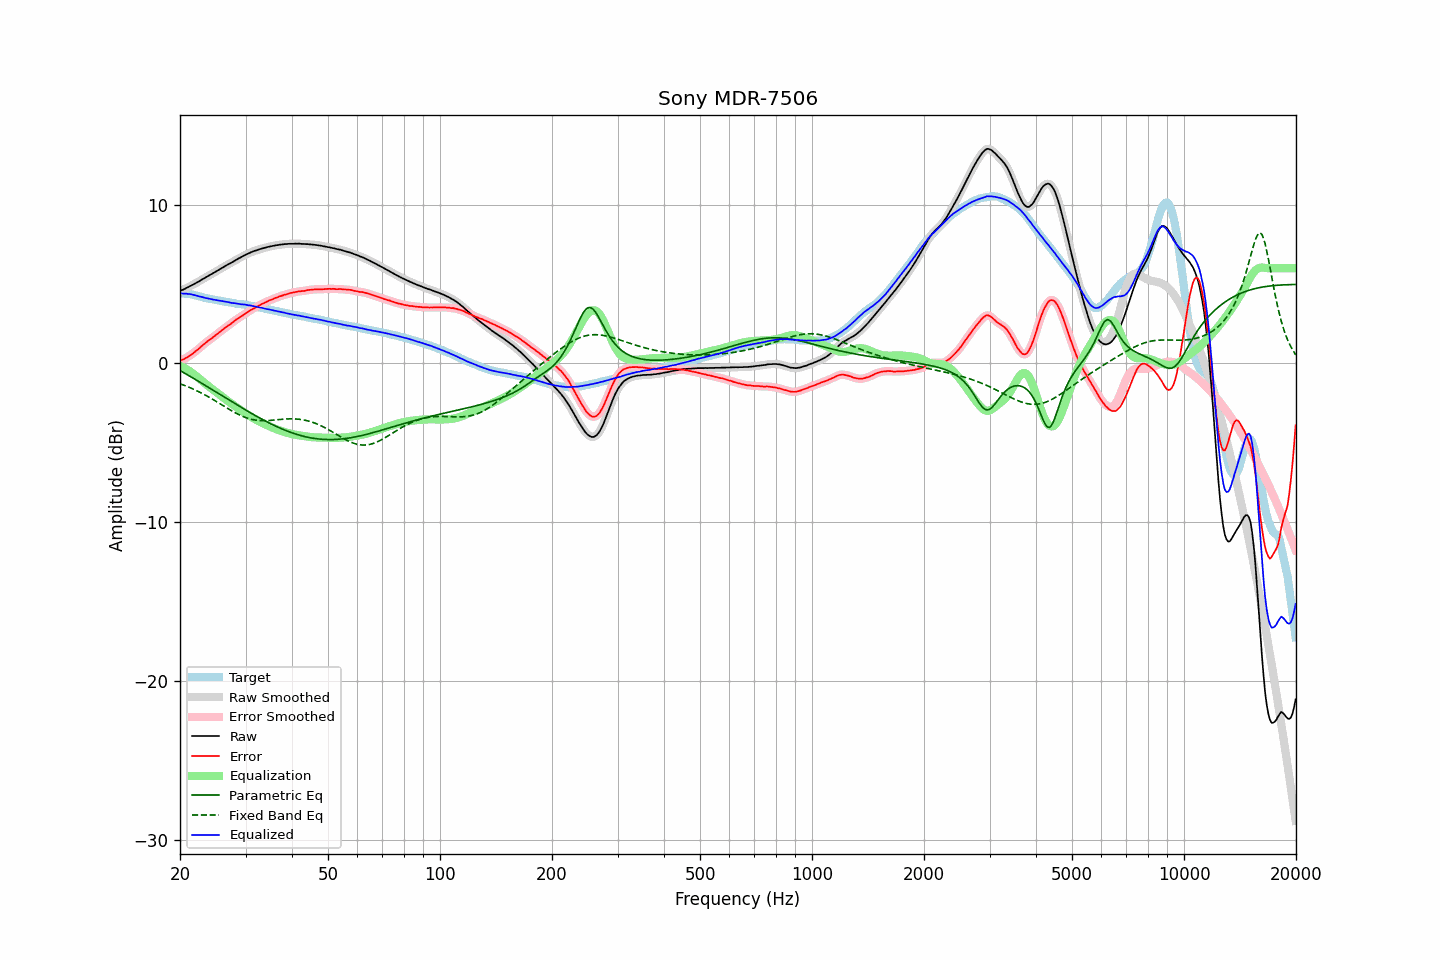 Sony MDR-7506
Amplitude (dBr)
10
0
−10
−20
−30
Target
Raw Smoothed
Error Smoothed
Raw
Error
Equalization
Parametric Eq
Fixed Band Eq
Equalized
20 50 100 200 500 1000 2000 5000 10000 20000
Frequency (Hz)